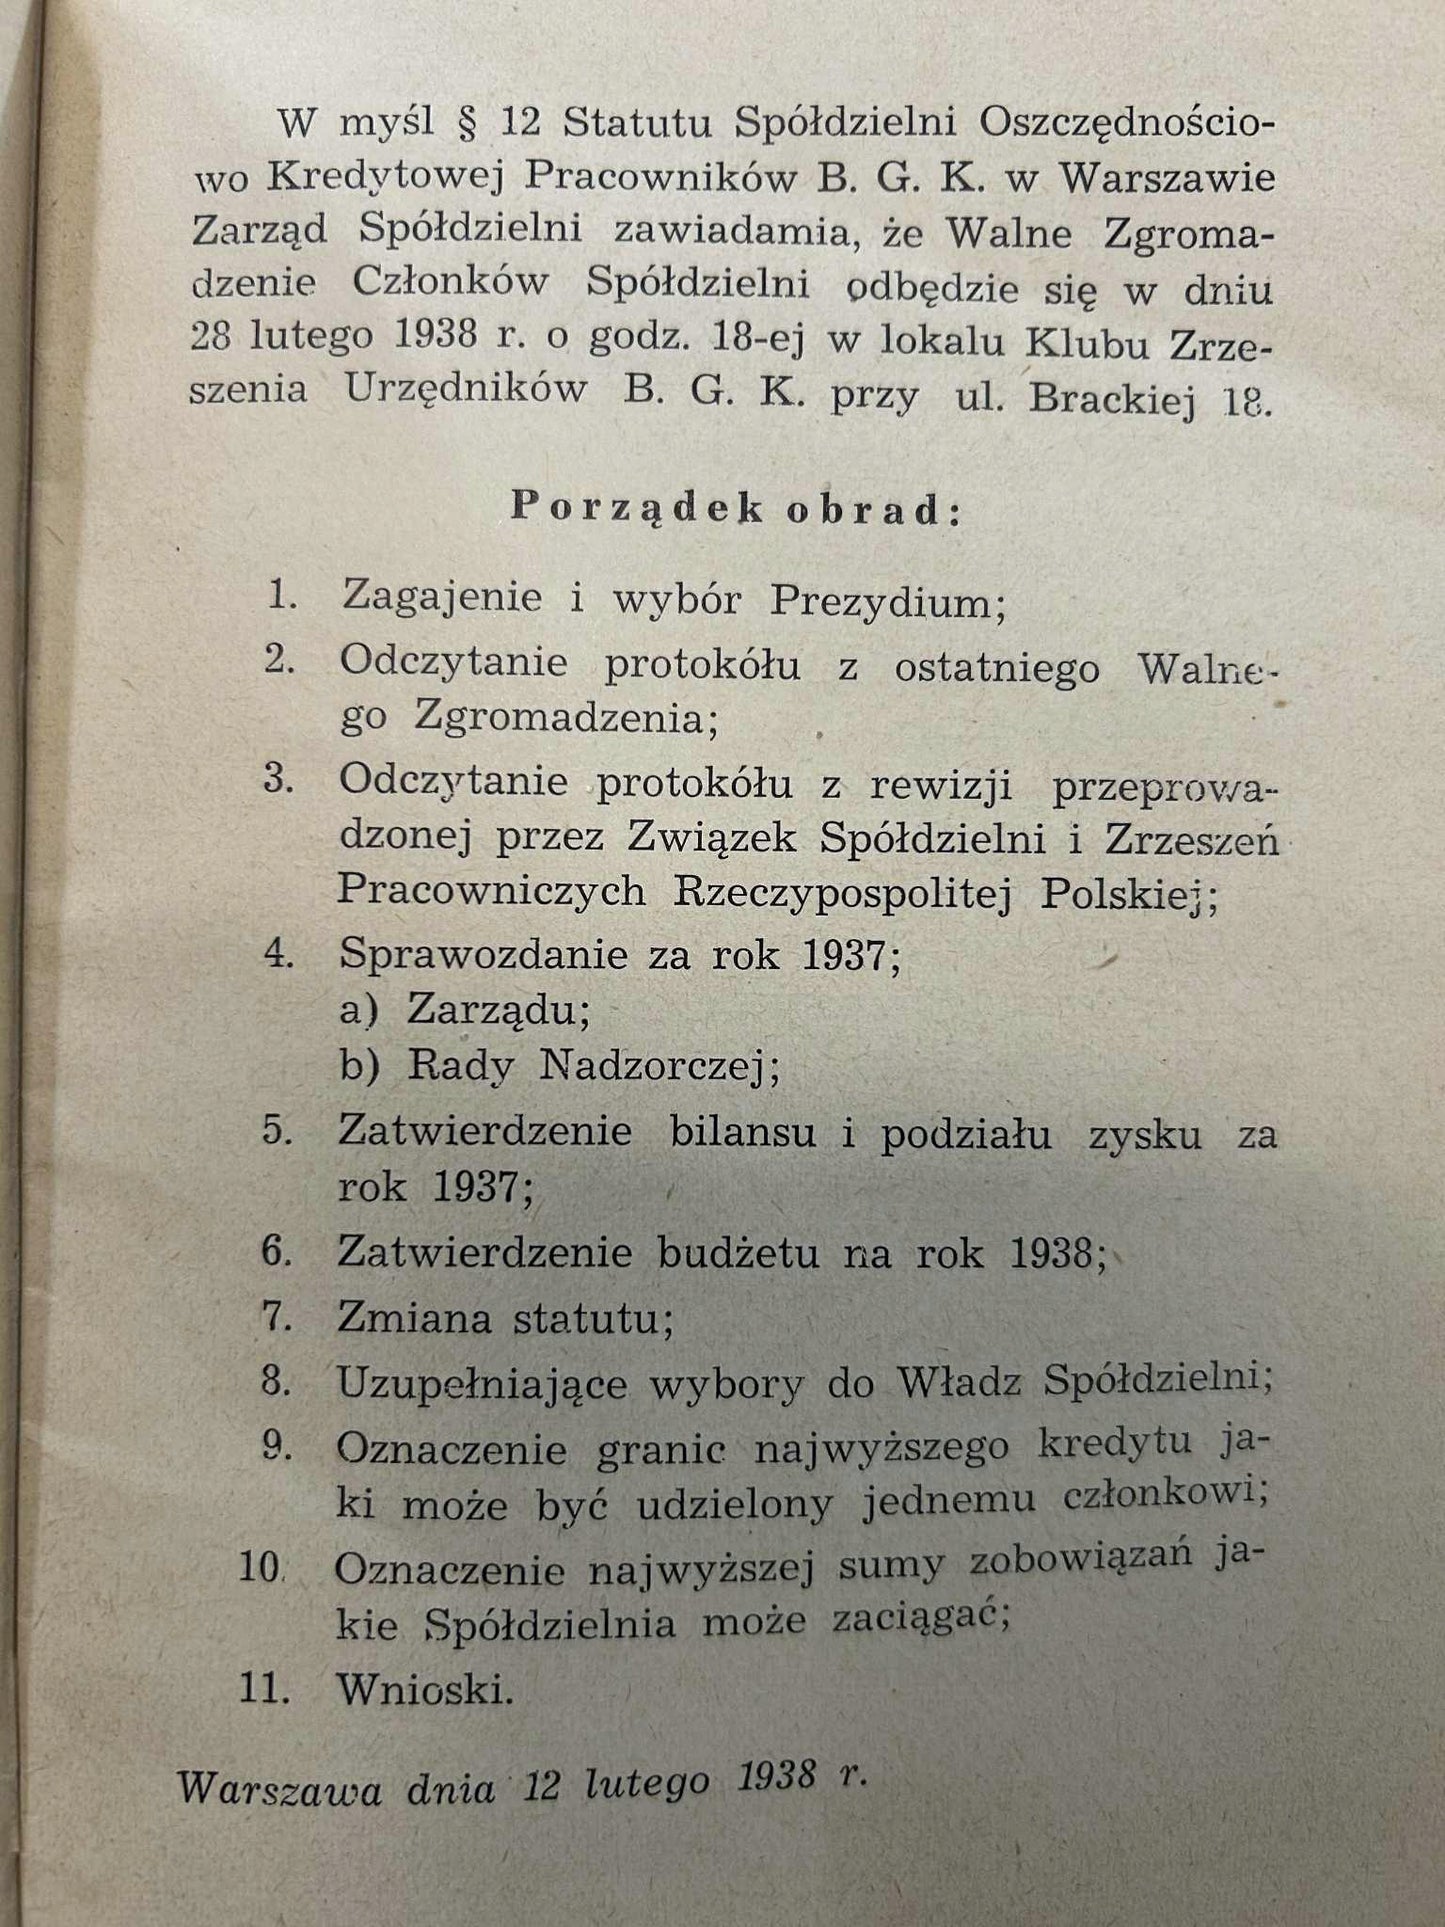 W myśl § 12 Statutu Spółdzielni Oszczędnościo-
wo Kredytowej Pracowników B. G. K. w Warszawie
Zarząd Spółdzielni zawiadamia, że Walne Zgroma-
dzenie Członków Spółdzielni odbędzie się w dniu
28 lutego 1938 r. o godz. 18-ej w lokalu Klubu Zrze-
szenia Urzędników B. G. K. przy ul. Brackiej 18.
Porządek obrad:
1. Zagajenie i wybór Prezydium;
2. Odczytanie protokółu z ostatniego Walne-
go Zgromadzenia;
3. Odczytanie protokółu z rewizji przeprowa-
dzonej przez Związek Spółdzielni i Zrzeszeń
Pracowniczych Rzeczypospolitej Polskiej;
4. Sprawozdanie za rok 1937;
a) Zarządu;
b) Rady Nadzorczej;
5. Zatwierdzenie bilansu i podziału zysku za
rok 1937;
6. Zatwierdzenie budżetu na rok 1938;
7. Zmiana statutu;
8. Uzupełniające wybory do Władz Spółdzielni;
9. Oznaczenie granic najwyższego kredytu ja-
ki może być udzielony jednemu członkowi;
10. Oznaczenie najwyższej sumy zobowiązań ja-
kie Spółdzielnia może zaciągać;
11. Wnioski.
Warszawa dnia 12 lutego 1938 r.